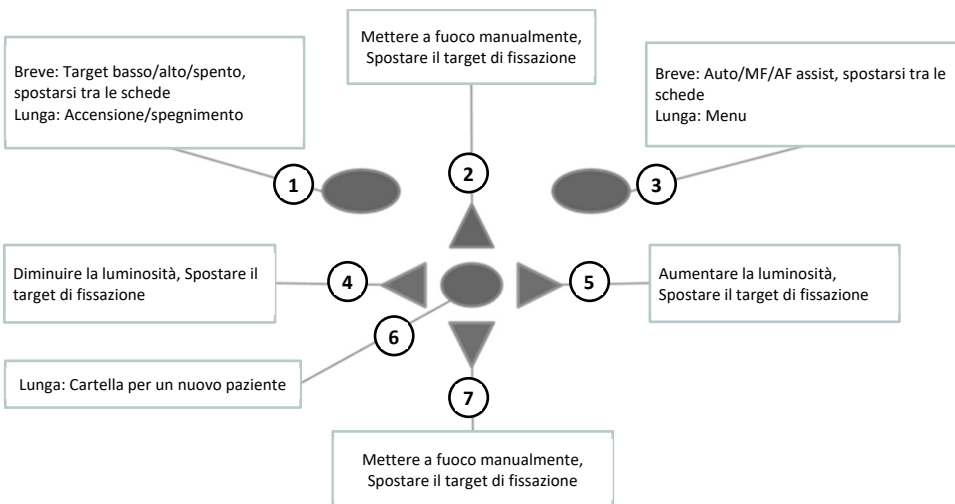 Mettere a fuoco manualmente,
Spostare il target di fissazione
Breve: Target basso/alto/spento,
spostarsi tra le schede
Lunga: Accensione/spegnimento
Breve: Auto/MF/AF assist, spostarsi tra le
schede
Lunga: Menu
1
2
3
Diminuire la luminosità, Spostare il
target di fissazione
4
5
Aumentare la luminosità,
Spostare il target di fissazione
6
Lunga: Cartella per un nuovo paziente
7
Mettere a fuoco manualmente,
Spostare il target di fissazione